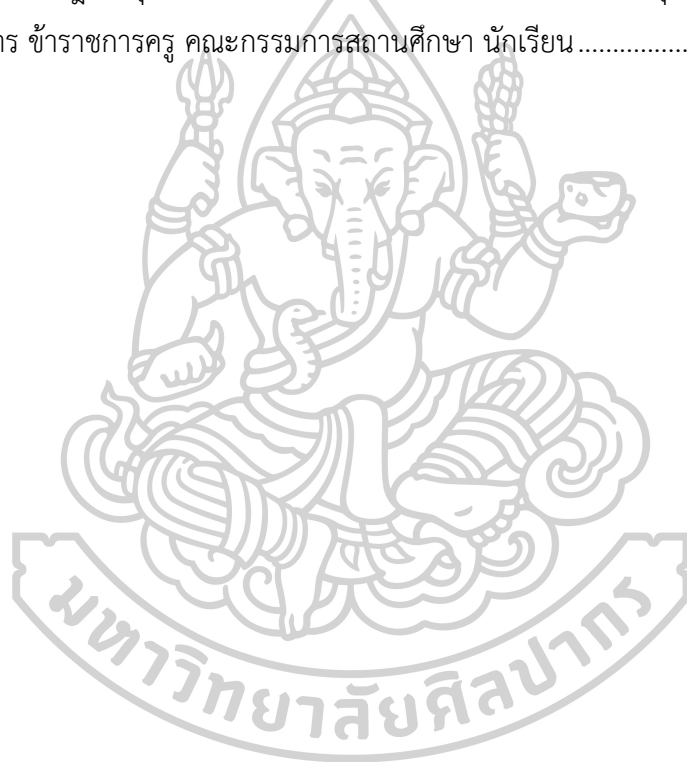 ข้าราชการครู คณะกรรมการสถานศึกษา นักเรียน................
มหาวิทยาลัยศิลปากร